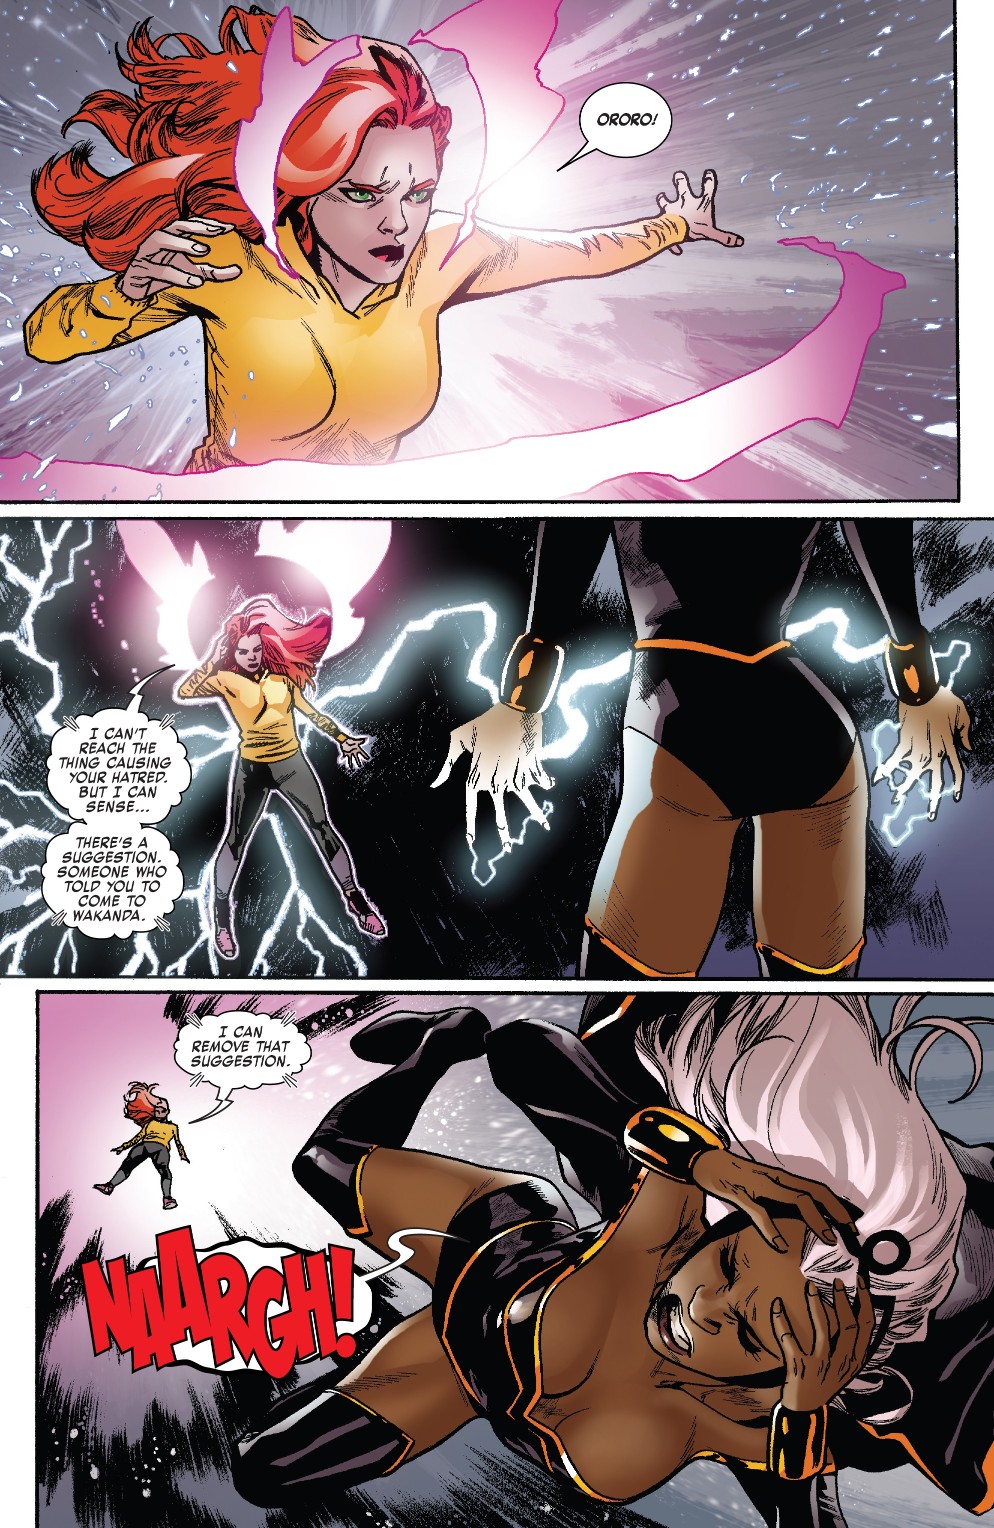 ORORO!
I CAN'T
REACH THE
THING CAUSING
YOUR HATRED.
BUT I CAN
SENSE...
THERE'S A
SUGGESTION.
SOMEONE WHO
TOLD YOU TO
COME TO
WAKANDA.
I CAN
REMOVE THAT
SUGGESTION.
NAARGH!